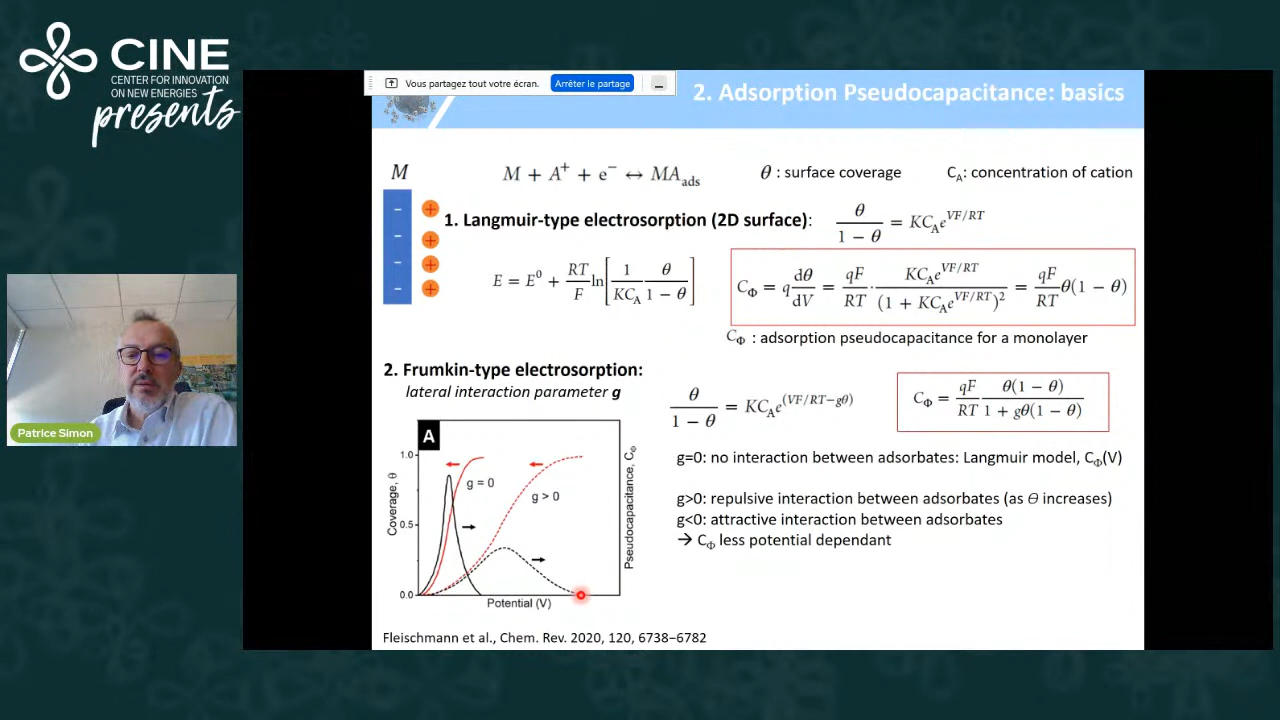 CINE
CENTER FOR INNOVATION
ON NEW ENERGIES
presents
Vous partagez tout votre écran. Arrêter le partage
2. Adsorption Pseudocapacitance: basics
M
M + A⁺ + e⁻ ↔ MA_ads
θ : surface coverage
C_A: concentration of cation
1. Langmuir-type electrosorption (2D surface):
θ/(1 − θ) = KC_A e^(VF/RT)
E = E⁰ + RT/F ln[1/KC_A θ/(1 − θ)]
C_Φ = q dθ/dV = qF/RT · KC_A e^(VF/RT)/(1 + KC_A e^(VF/RT))² = qF/RT θ(1 − θ)
C_Φ : adsorption pseudocapacitance for a monolayer
2. Frumkin-type electrosorption:
lateral interaction parameter g
θ/(1 − θ) = KC_A e^(VF/RT−gθ)
C_Φ = qF/RT θ(1 − θ)/(1 + gθ(1 − θ))
A
1.0
0.5
0.0
Coverage, θ
g = 0
g > 0
Pseudocapacitance, C_Φ
Potential (V)
g=0: no interaction between adsorbates: Langmuir model, C_Φ(V)
g>0: repulsive interaction between adsorbates (as Θ increases)
g<0: attractive interaction between adsorbates
→ C_Φ less potential dependant
Fleischmann et al., Chem. Rev. 2020, 120, 6738−6782
Patrice Simon